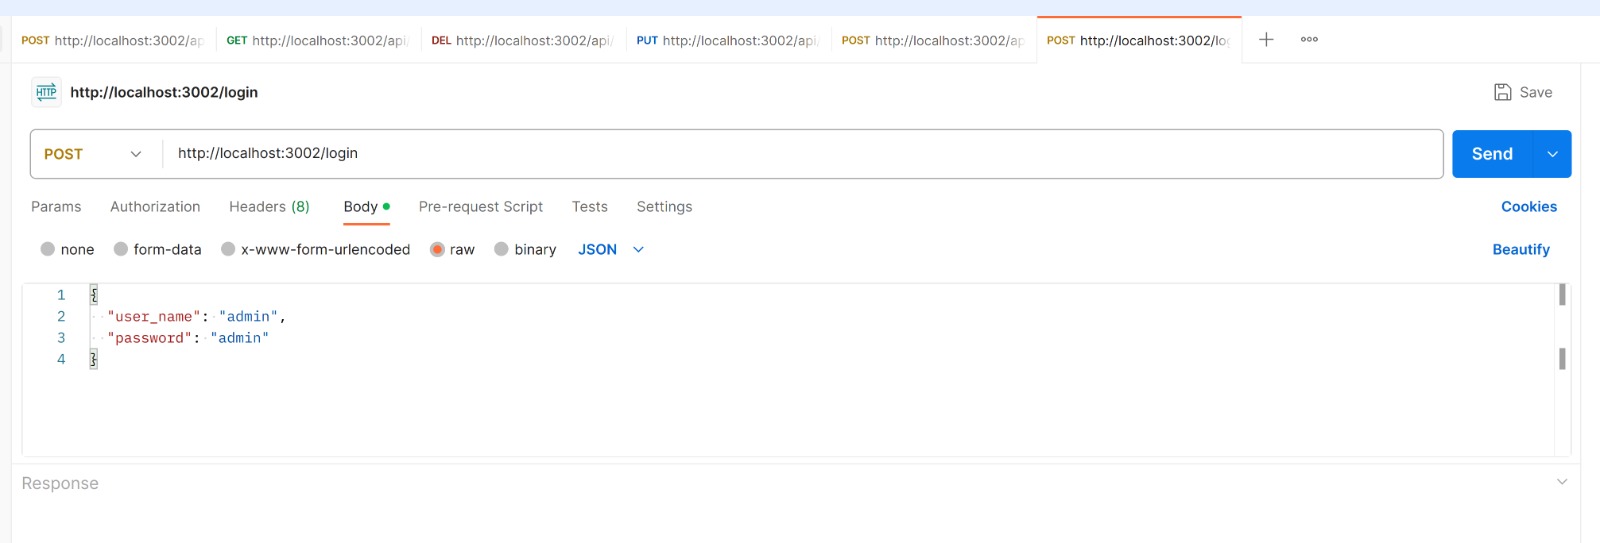 POST http://localhost:3002/ap GET http://localhost:3002/api/ DEL http://localhost:3002/api/ PUT http://localhost:3002/api/ POST http://localhost:3002/ap POST http://localhost:3002/log
HTTP http://localhost:3002/login Save
POST http://localhost:3002/login Send
Params Authorization Headers (8) Body Pre-request Script Tests Settings Cookies
none form-data x-www-form-urlencoded raw binary JSON Beautify
1 {
2 "user_name": "admin",
3 "password": "admin"
4 }
Response